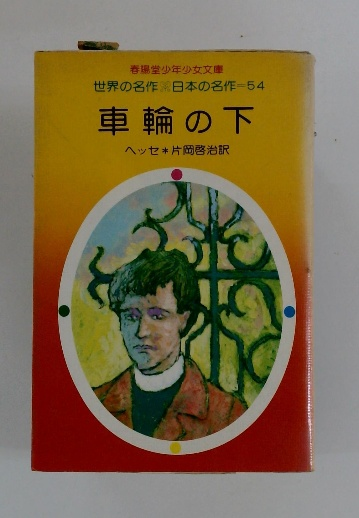 春陽堂少年少女文庫
世界の名作※日本の名作=54
車輪の下
ヘッセ*片岡啓治訳